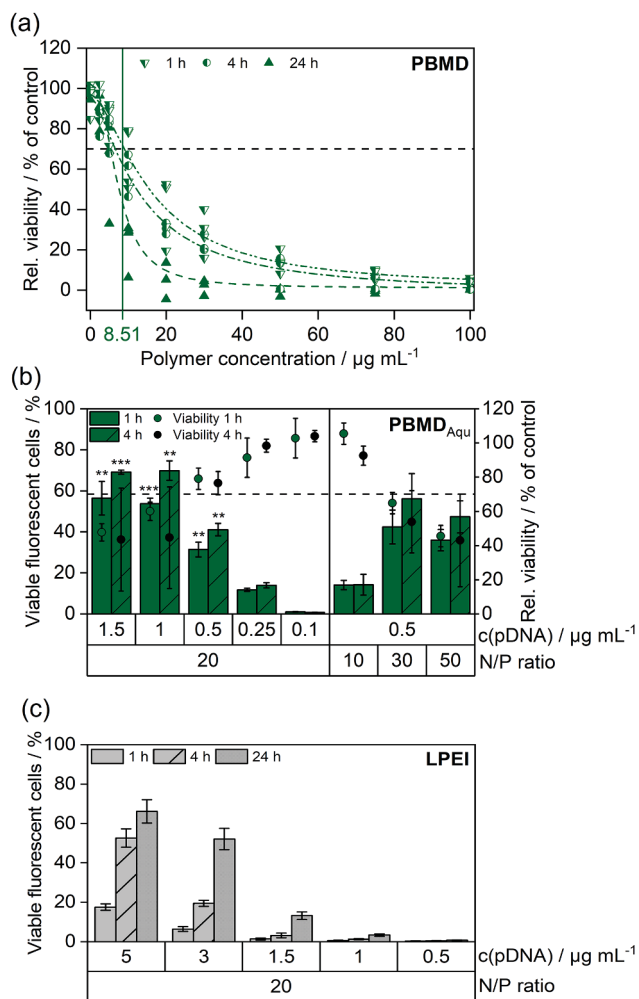 (a)
1 h 4 h 24 h PBMD
120
100
80
60
40
20
0
Rel. viability / % of control
0 8.51 20 40 60 80 100
Polymer concentration / µg mL⁻¹
(b)
1 h Viability 1 h PBMD_Aqu
4 h Viability 4 h
100 120
80 100
60 80
40 60
20 40
0 20
0
Viable fluorescent cells / %
Rel. viability / % of control
** *** *** ** ** **
1.5 1 0.5 0.25 0.1 0.5 c(pDNA) / µg mL⁻¹
20 10 30 50 N/P ratio
(c)
1 h 4 h 24 h LPEI
100
80
60
40
20
0
Viable fluorescent cells / %
5 3 1.5 1 0.5 c(pDNA) / µg mL⁻¹
20 N/P ratio